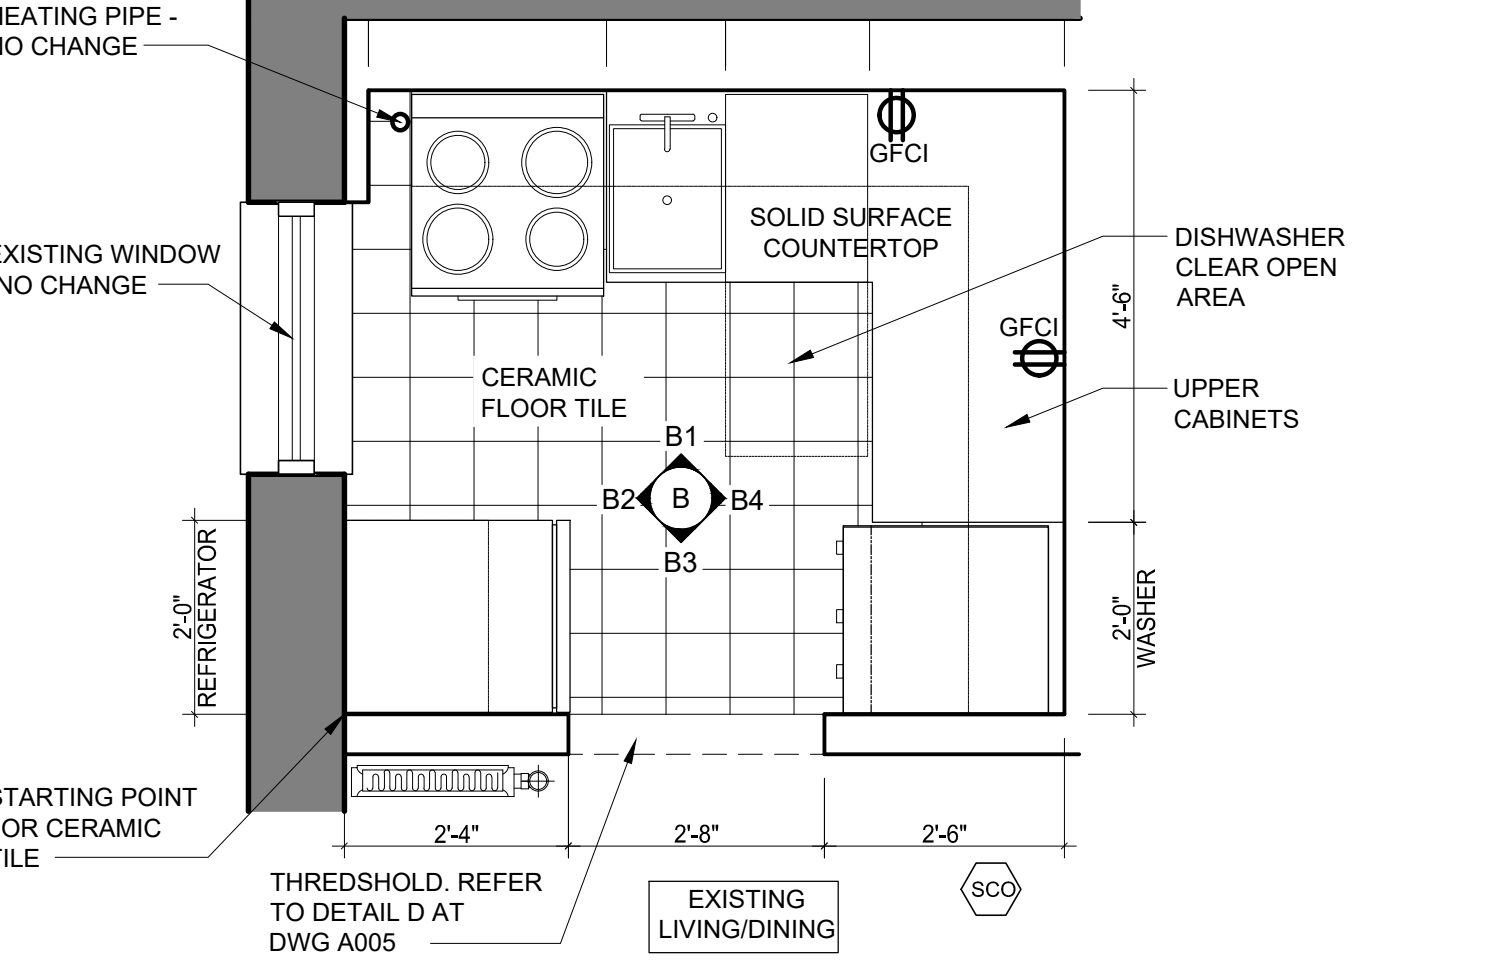 HEATING PIPE -
NO CHANGE
GFCI
SOLID SURFACE
COUNTERTOP
DISHWASHER
CLEAR OPEN
AREA
EXISTING WINDOW
NO CHANGE
4'-6"
GFCI
CERAMIC
FLOOR TILE
UPPER
CABINETS
B1
B2
B
B4
B3
2'-0"
REFRIGERATOR
2'-0"
WASHER
STARTING POINT
FOR CERAMIC
TILE
2'-4"
2'-8"
2'-6"
THREDSHOLD. REFER
TO DETAIL D AT
DWG A005
EXISTING
LIVING/DINING
SCO